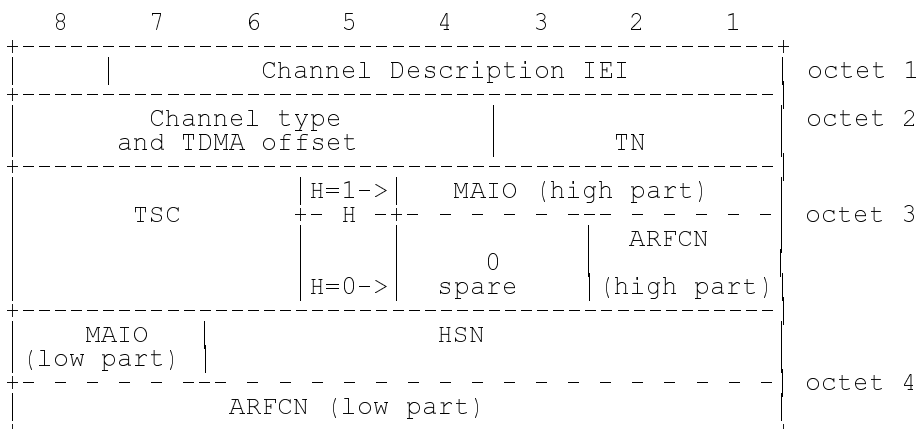 8 7 6 5 4 3 2 1
Channel Description IEI octet 1
Channel type octet 2
and TDMA offset TN
H=1-> MAIO (high part)
TSC H octet 3
ARFCN
0
H=0-> spare (high part)
MAIO HSN
(low part)
octet 4
ARFCN (low part)